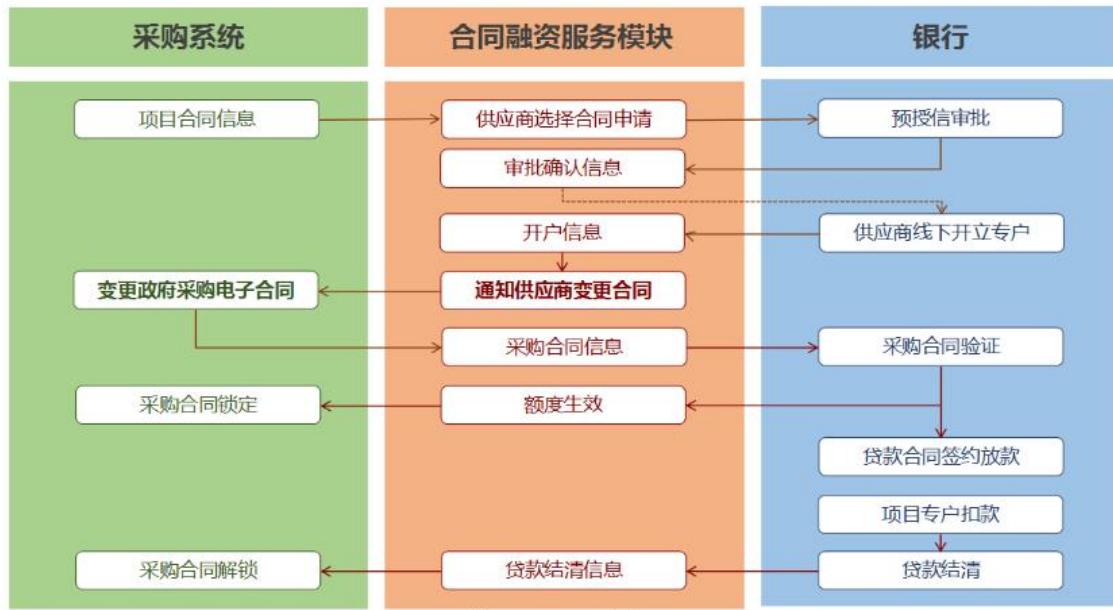 采购系统
合同融资服务模块
银行
项目合同信息
供应商选择合同申请
预授信审批
审批确认信息
开户信息
供应商线下开立专户
变更政府采购电子合同
通知供应商变更合同
采购合同信息
采购合同验证
采购合同锁定
额度生效
贷款合同签约放款
项目专户扣款
采购合同解锁
贷款结清信息
贷款结清